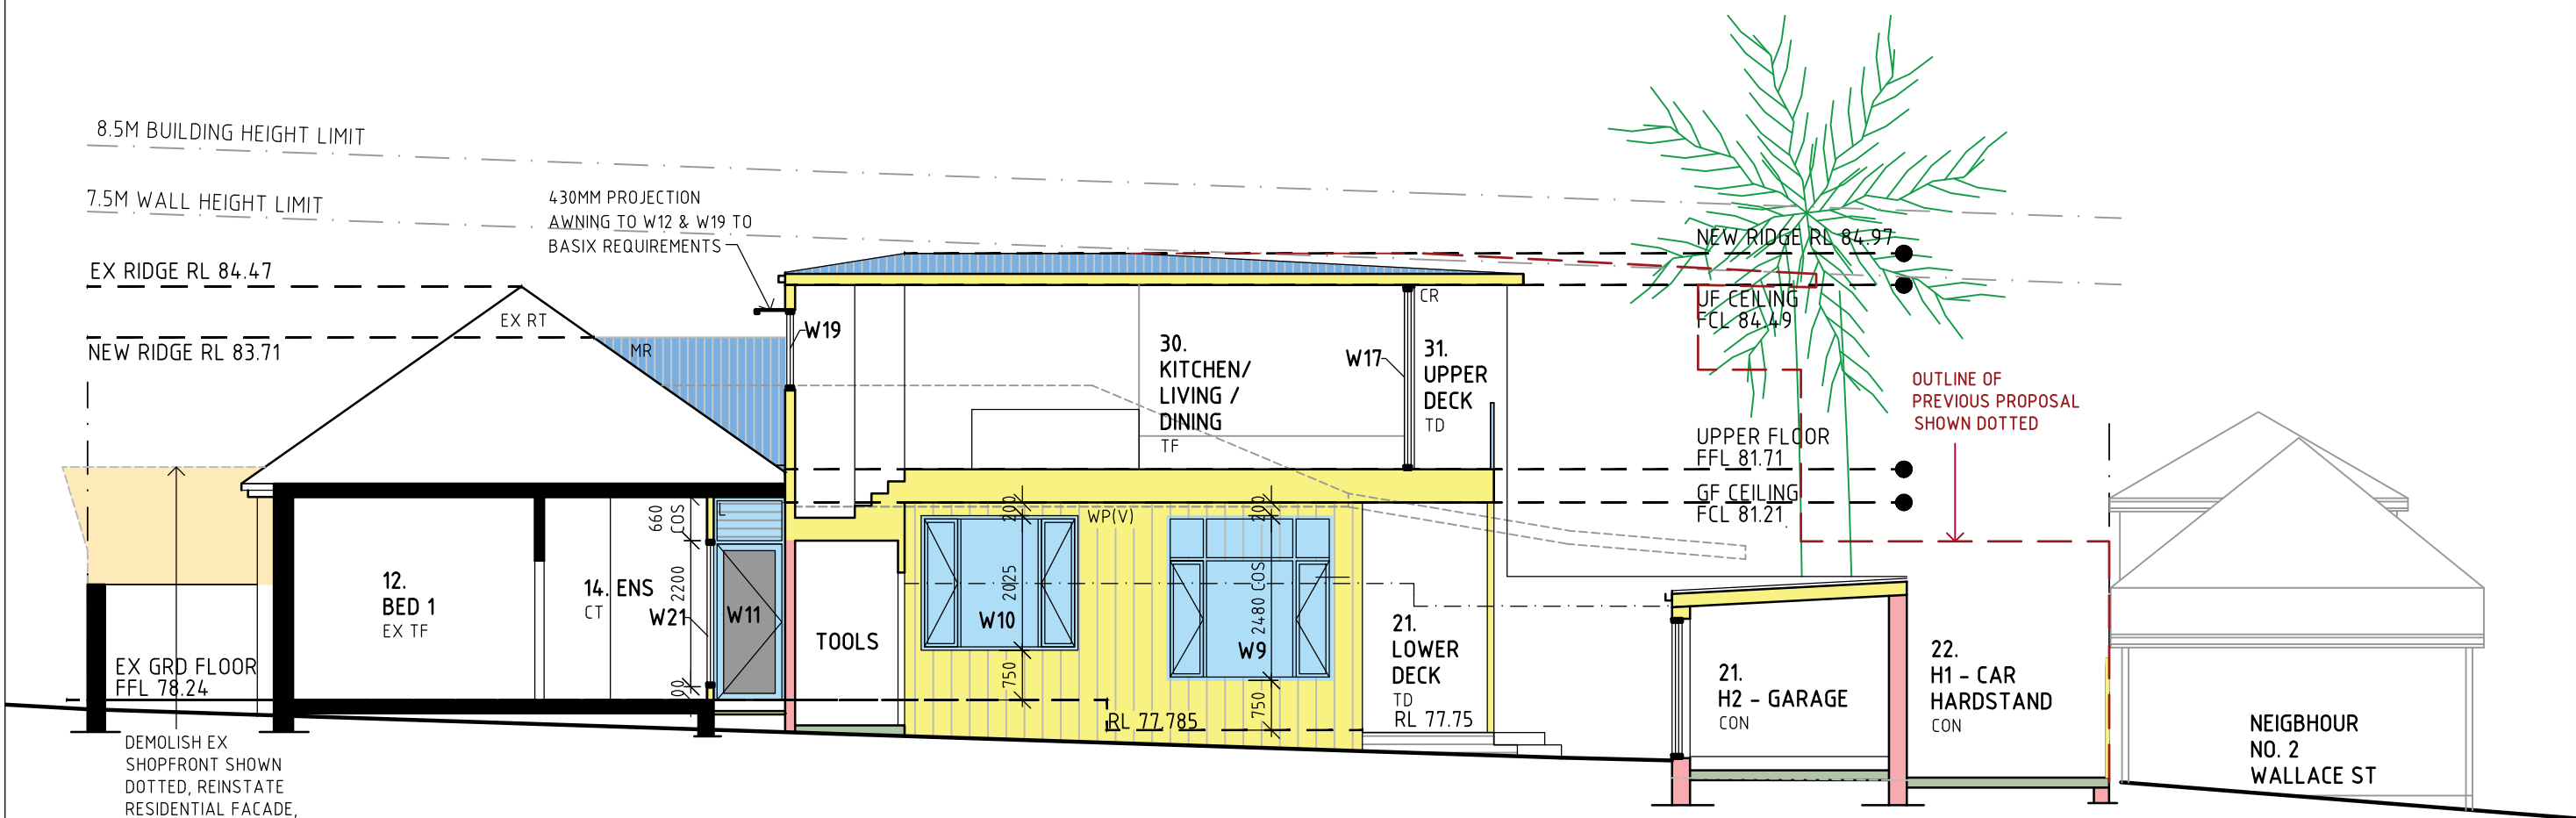 8.5M BUILDING HEIGHT LIMIT
7.5M WALL HEIGHT LIMIT
430MM PROJECTION
AWNING TO W12 & W19 TO
BASIX REQUIREMENTS
EX RIDGE RL 84.47
NEW RIDGE RL 83.71
EX RT
MR
W19
NEW RIDGE RL 84.97
UF CEILING
FCL 84.49
CR
30.
KITCHEN/
LIVING /
DINING
TF
W17
31.
UPPER
DECK
TD
OUTLINE OF
PREVIOUS PROPOSAL
SHOWN DOTTED
UPPER FLOOR
FFL 81.71
GF CEILING
FCL 81.21
12.
BED 1
EX TF
14. ENS
CT
660
COS
2200
00
W21
L
W11
TOOLS
200
2025
750
W10
WP(V)
200
2480 COS
750
W9
21.
LOWER
DECK
TD
RL 77.75
RL 77.785
21.
H2 - GARAGE
CON
22.
H1 - CAR
HARDSTAND
CON
NEIGBHOUR
NO. 2
WALLACE ST
EX GRD FLOOR
FFL 78.24
DEMOLISH EX
SHOPFRONT SHOWN
DOTTED, REINSTATE
RESIDENTIAL FACADE,